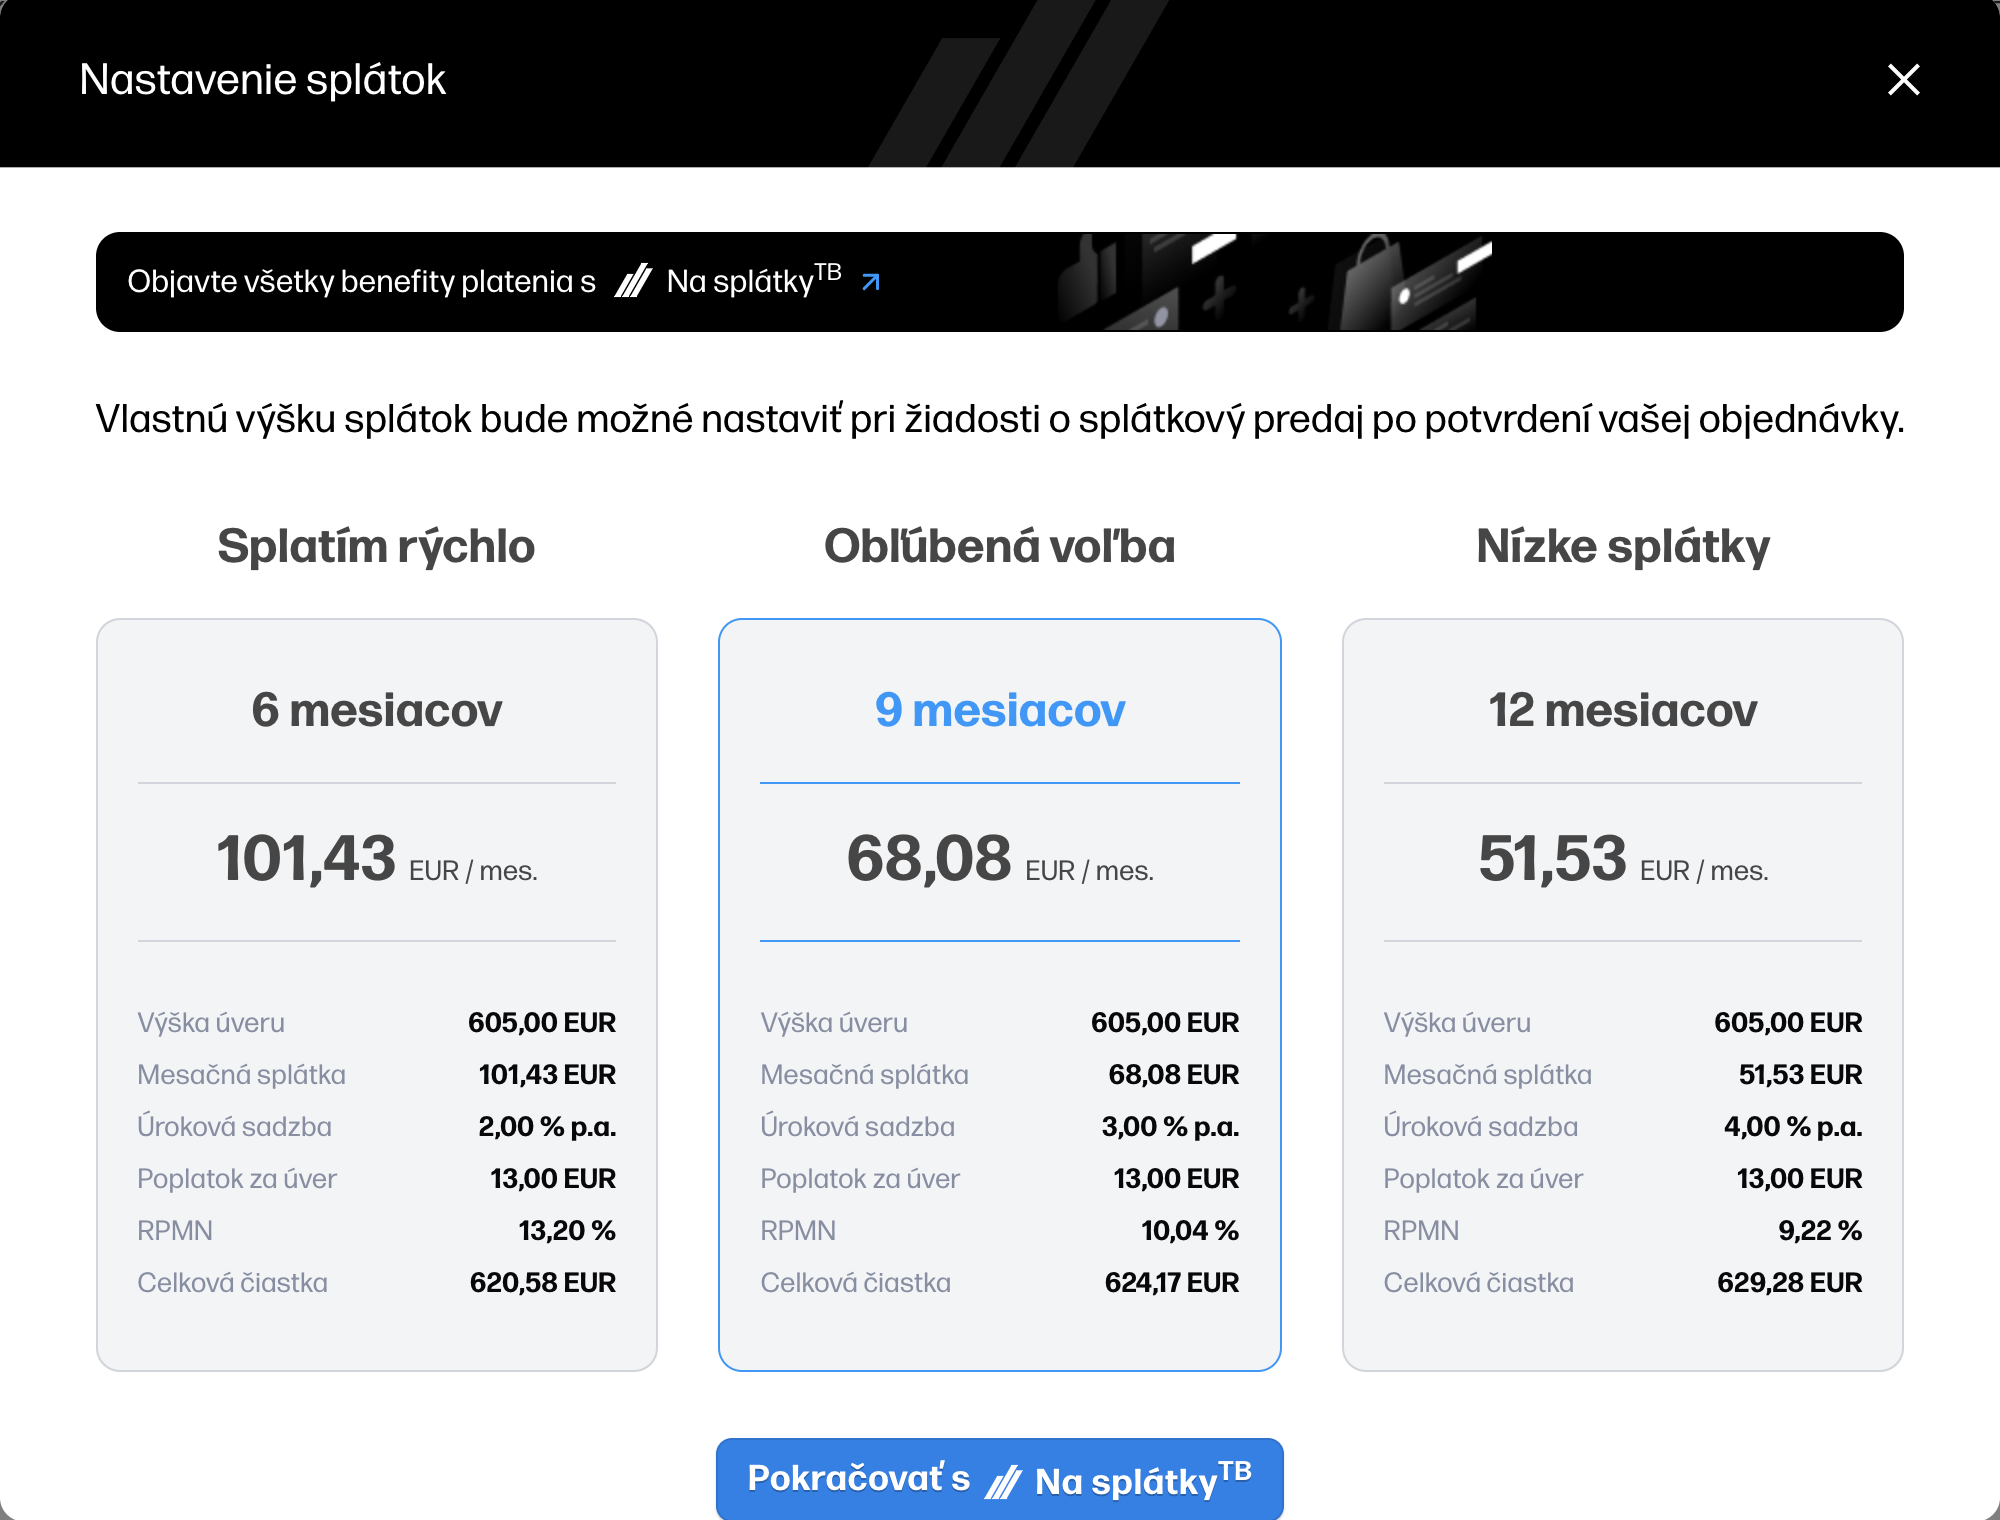 Nastavenie splátok
Objavte všetky benefity platenia s Na splátkyTB
Vlastnú výšku splátok bude možné nastaviť pri žiadosti o splátkový predaj po potvrdení vašej objednávky.
Splatím rýchlo
6 mesiacov
101,43 EUR / mes.
Výška úveru 605,00 EUR
Mesačná splátka 101,43 EUR
Úroková sadzba 2,00 % p.a.
Poplatok za úver 13,00 EUR
RPMN 13,20 %
Celková čiastka 620,58 EUR
Obľúbená voľba
9 mesiacov
68,08 EUR / mes.
Výška úveru 605,00 EUR
Mesačná splátka 68,08 EUR
Úroková sadzba 3,00 % p.a.
Poplatok za úver 13,00 EUR
RPMN 10,04 %
Celková čiastka 624,17 EUR
Nízke splátky
12 mesiacov
51,53 EUR / mes.
Výška úveru 605,00 EUR
Mesačná splátka 51,53 EUR
Úroková sadzba 4,00 % p.a.
Poplatok za úver 13,00 EUR
RPMN 9,22 %
Celková čiastka 629,28 EUR
Pokračovať s Na splátkyTB